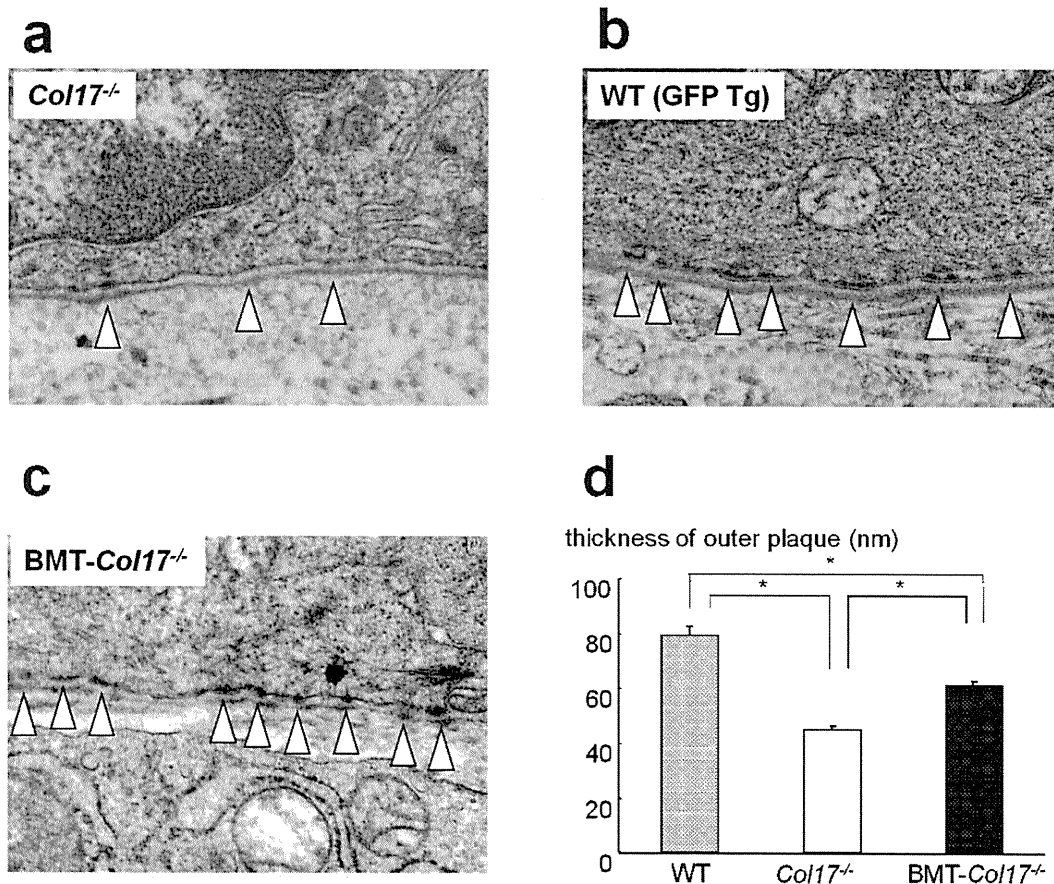 a
b
Col17-/-
WT (GFP Tg)
c
d
BMT-Col17-/-
thickness of outer plaque (nm)
*
* *
100
80
60
40
20
0
WT Col17-/- BMT-Col17-/-